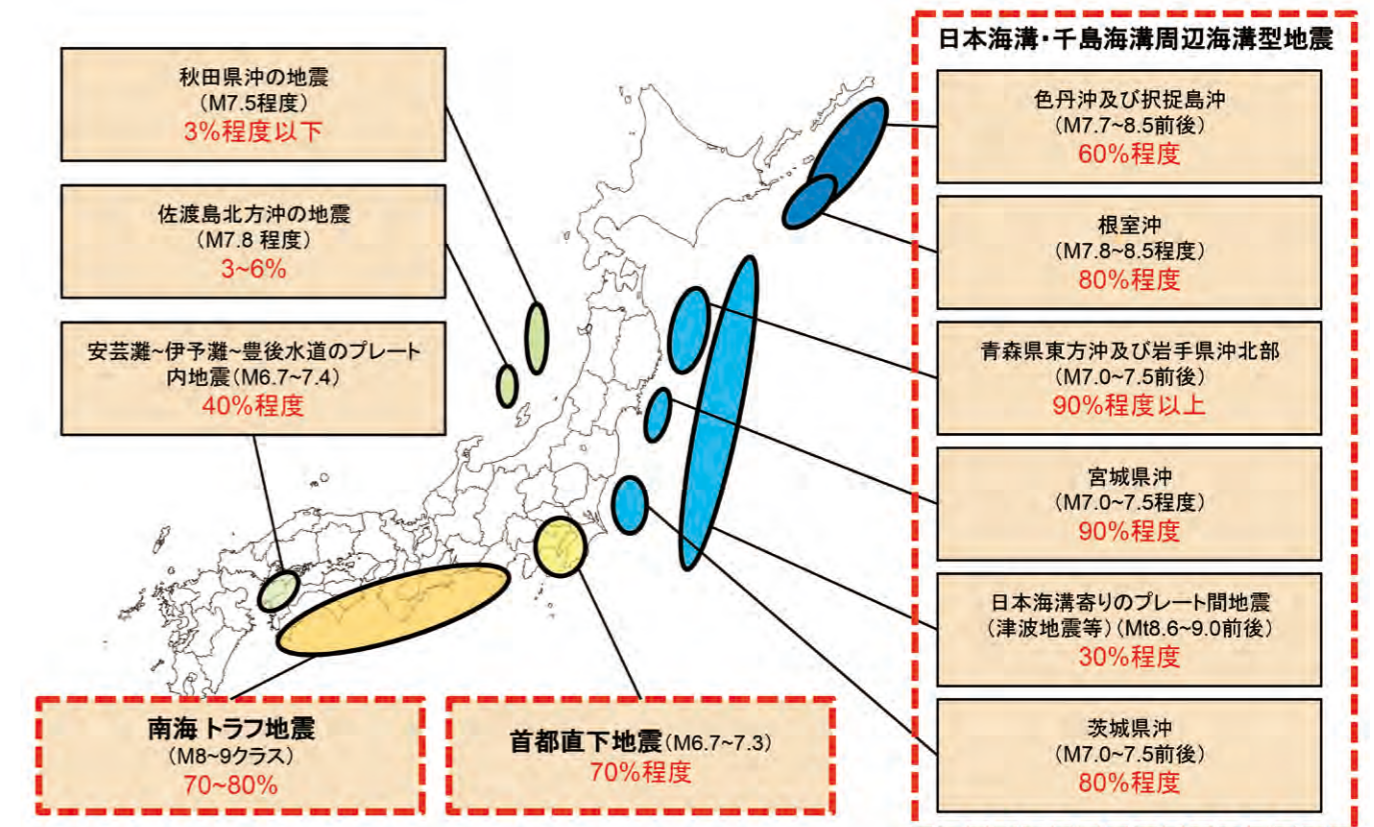 秋田県沖の地震
（M7.5程度）
3%程度以下
佐渡島北方沖の地震
（M7.8 程度）
3~6%
安芸灘~伊予灘~豊後水道のプレート
内地震（M6.7~7.4）
40%程度
南海トラフ地震
（M8~9クラス）
70~80%
首都直下地震（M6.7~7.3）
70%程度
日本海溝・千島海溝周辺海溝型地震
色丹沖及び択捉島沖
（M7.7~8.5前後）
60%程度
根室沖
（M7.8~8.5程度）
80%程度
青森県東方沖及び岩手県沖北部
（M7.0~7.5前後）
90%程度以上
宮城県沖
（M7.0~7.5程度）
90%程度
日本海溝寄りのプレート間地震
（津波地震等）（Mt8.6~9.0前後）
30%程度
茨城県沖
（M7.0~7.5前後）
80%程度